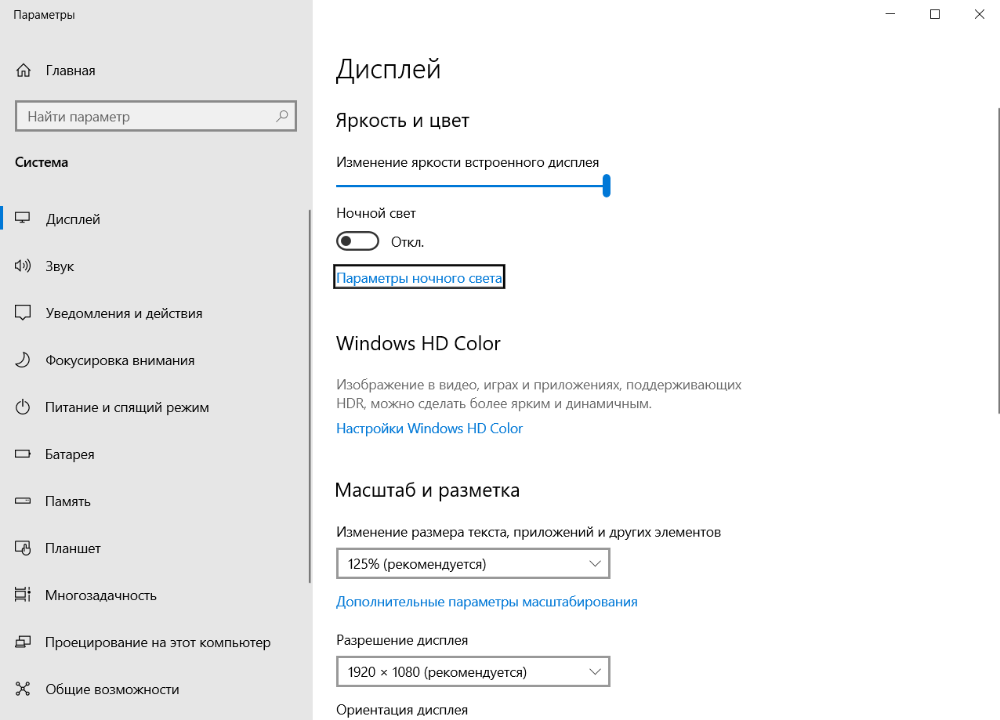 Параметры
Главная
Найти параметр
Система
Дисплей
Звук
Уведомления и действия
Фокусировка внимания
Питание и спящий режим
Батарея
Память
Планшет
Многозадачность
Проецирование на этот компьютер
Общие возможности
Дисплей
Яркость и цвет
Изменение яркости встроенного дисплея
Ночной свет
Откл.
Параметры ночного света
Windows HD Color
Изображение в видео, играх и приложениях, поддерживающих
HDR, можно сделать более ярким и динамичным.
Настройки Windows HD Color
Масштаб и разметка
Изменение размера текста, приложений и других элементов
125% (рекомендуется)
Дополнительные параметры масштабирования
Разрешение дисплея
1920 × 1080 (рекомендуется)
Ориентация дисплея